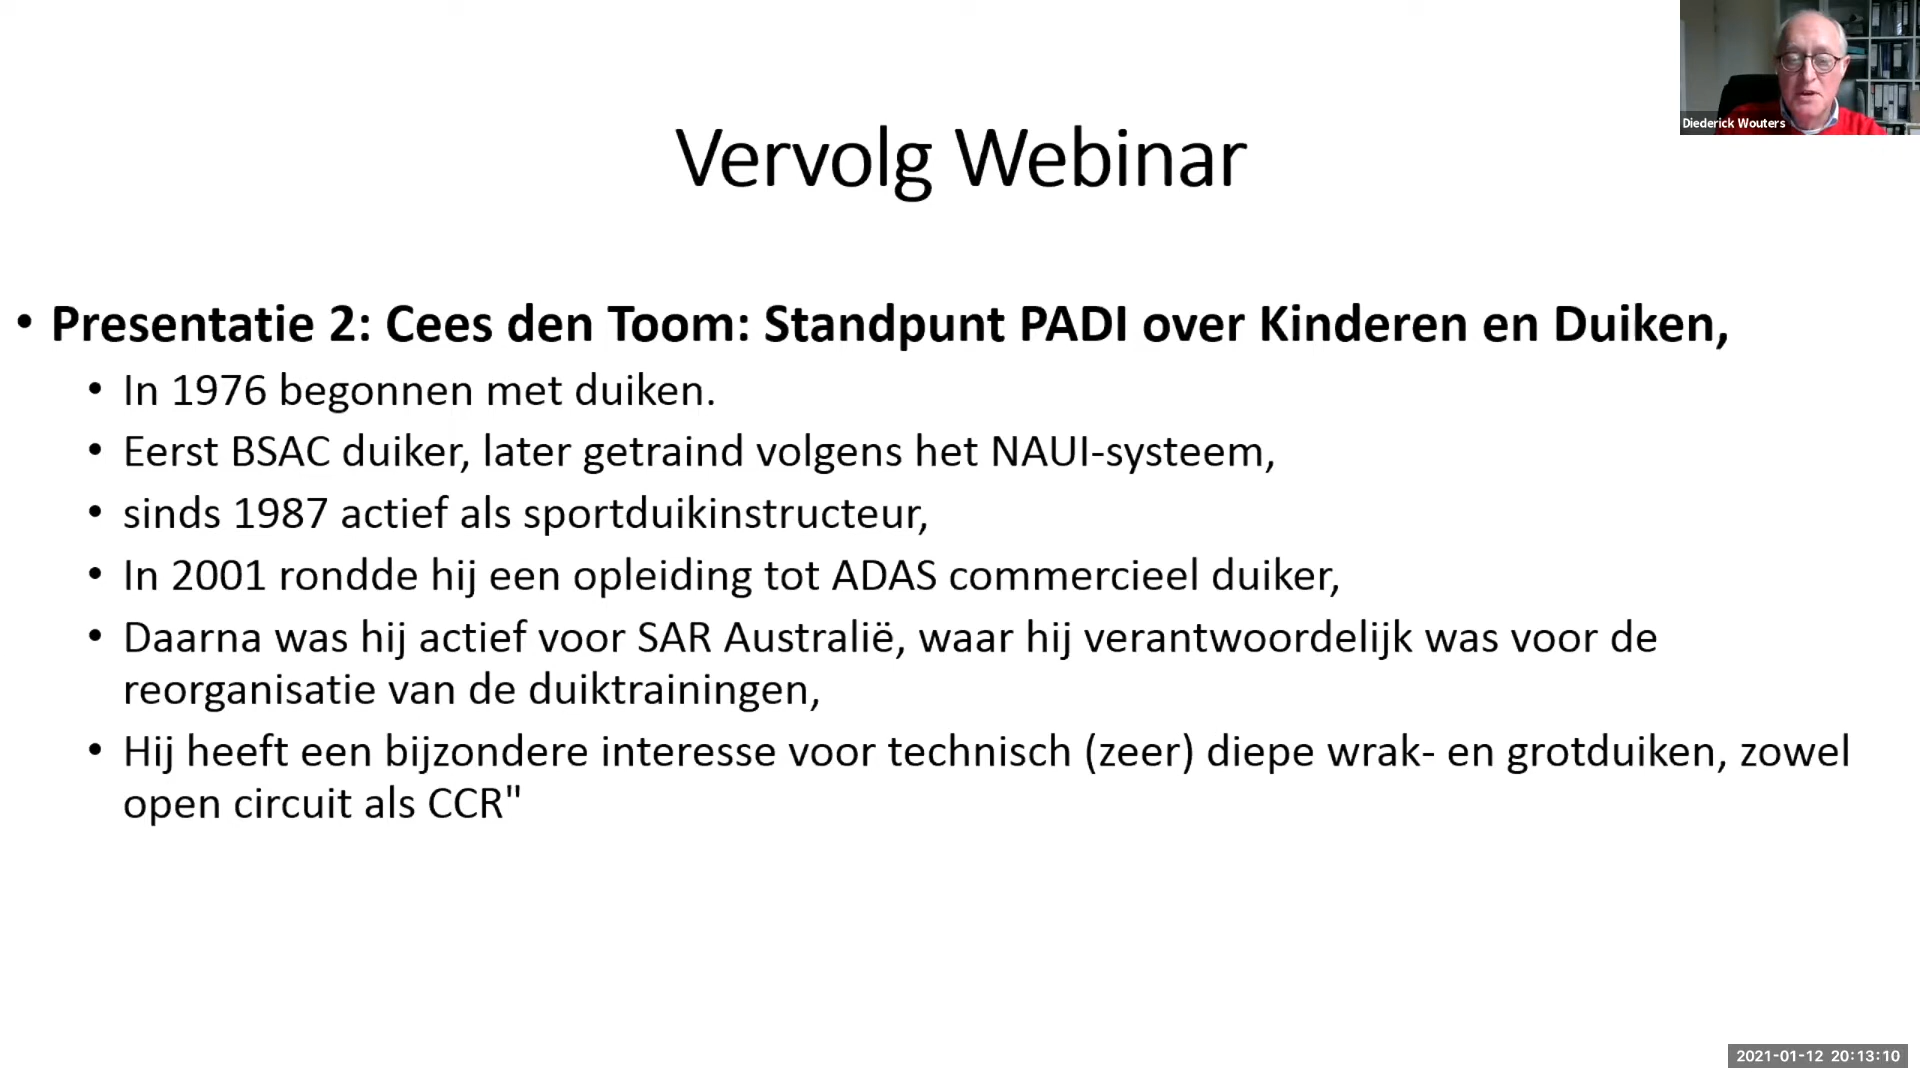 Diederick Wouters
Vervolg Webinar
• Presentatie 2: Cees den Toom: Standpunt PADI over Kinderen en Duiken,
• In 1976 begonnen met duiken.
• Eerst BSAC duiker, later getraind volgens het NAUI-systeem,
• sinds 1987 actief als sportduikinstructeur,
• In 2001 rondde hij een opleiding tot ADAS commercieel duiker,
• Daarna was hij actief voor SAR Australië, waar hij verantwoordelijk was voor de
reorganisatie van de duiktrainingen,
• Hij heeft een bijzondere interesse voor technisch (zeer) diepe wrak- en grotduiken, zowel
open circuit als CCR"
2021-01-12 20:13:10